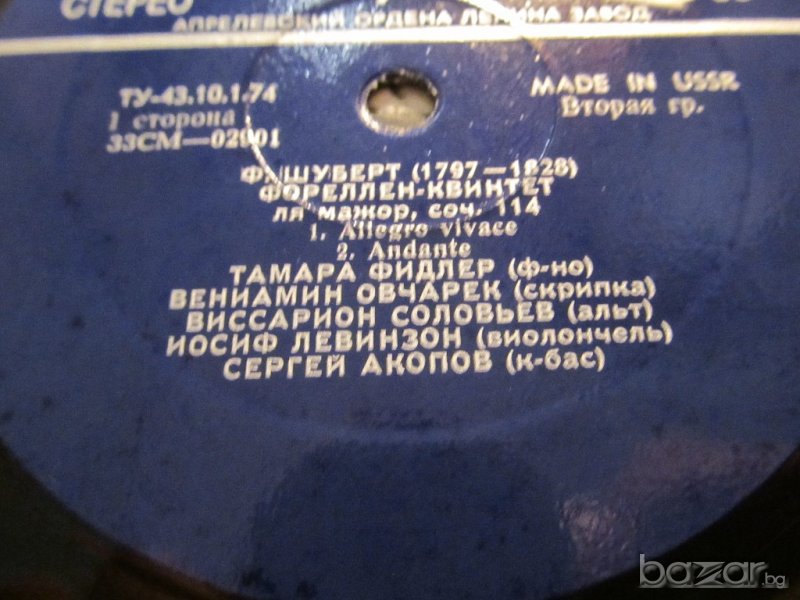 СТЕРЕО
АПРЕЛЕВСКИЙ ОРДЕНА ЛЕНИНА ЗАВОД
ТУ-43.10.1.74
1 сторона
33СМ—02901
MADE IN USSR
Вторая гр.
Ф. ШУБЕРТ (1797—1828)
ФОРЕЛЛЕН-КВИНТЕТ
ля мажор, соч. 114
1. Allegro vivace
2. Andante
ТАМАРА ФИДЛЕР (ф-но)
ВЕНИАМИН ОВЧАРЕК (скрипка)
ВИССАРИОН СОЛОВЬЕВ (альт)
ИОСИФ ЛЕВИНЗОН (виолончель)
СЕРГЕЙ АКОПОВ (к-бас)
bazar.bg